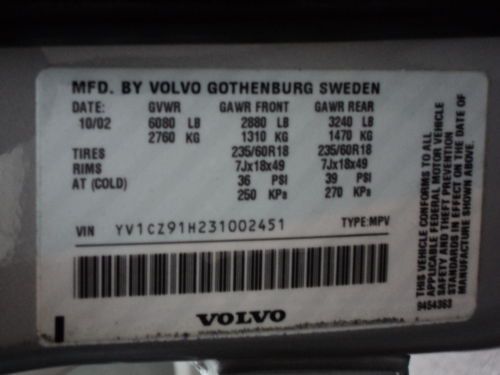 MFD. BY VOLVO GOTHENBURG SWEDEN
DATE: GVWR GAWR FRONT GAWR REAR
10/02 6080 LB 2880 LB 3240 LB
2760 KG 1310 KG 1470 KG
TIRES 235/60R18 235/60R18
RIMS 7Jx18x49 7Jx18x49
AT (COLD) 36 PSI 39 PSI
250 KPa 270 KPa
VIN YV1CZ91H231002451 TYPE:MPV
VOLVO
THIS VEHICLE CONFORMS TO ALL
APPLICABLE FEDERAL MOTOR VEHICLE
SAFETY AND THEFT PREVENTION
STANDARDS IN EFFECT ON THE DATE OF
MANUFACTURE SHOWN ABOVE.
9454363